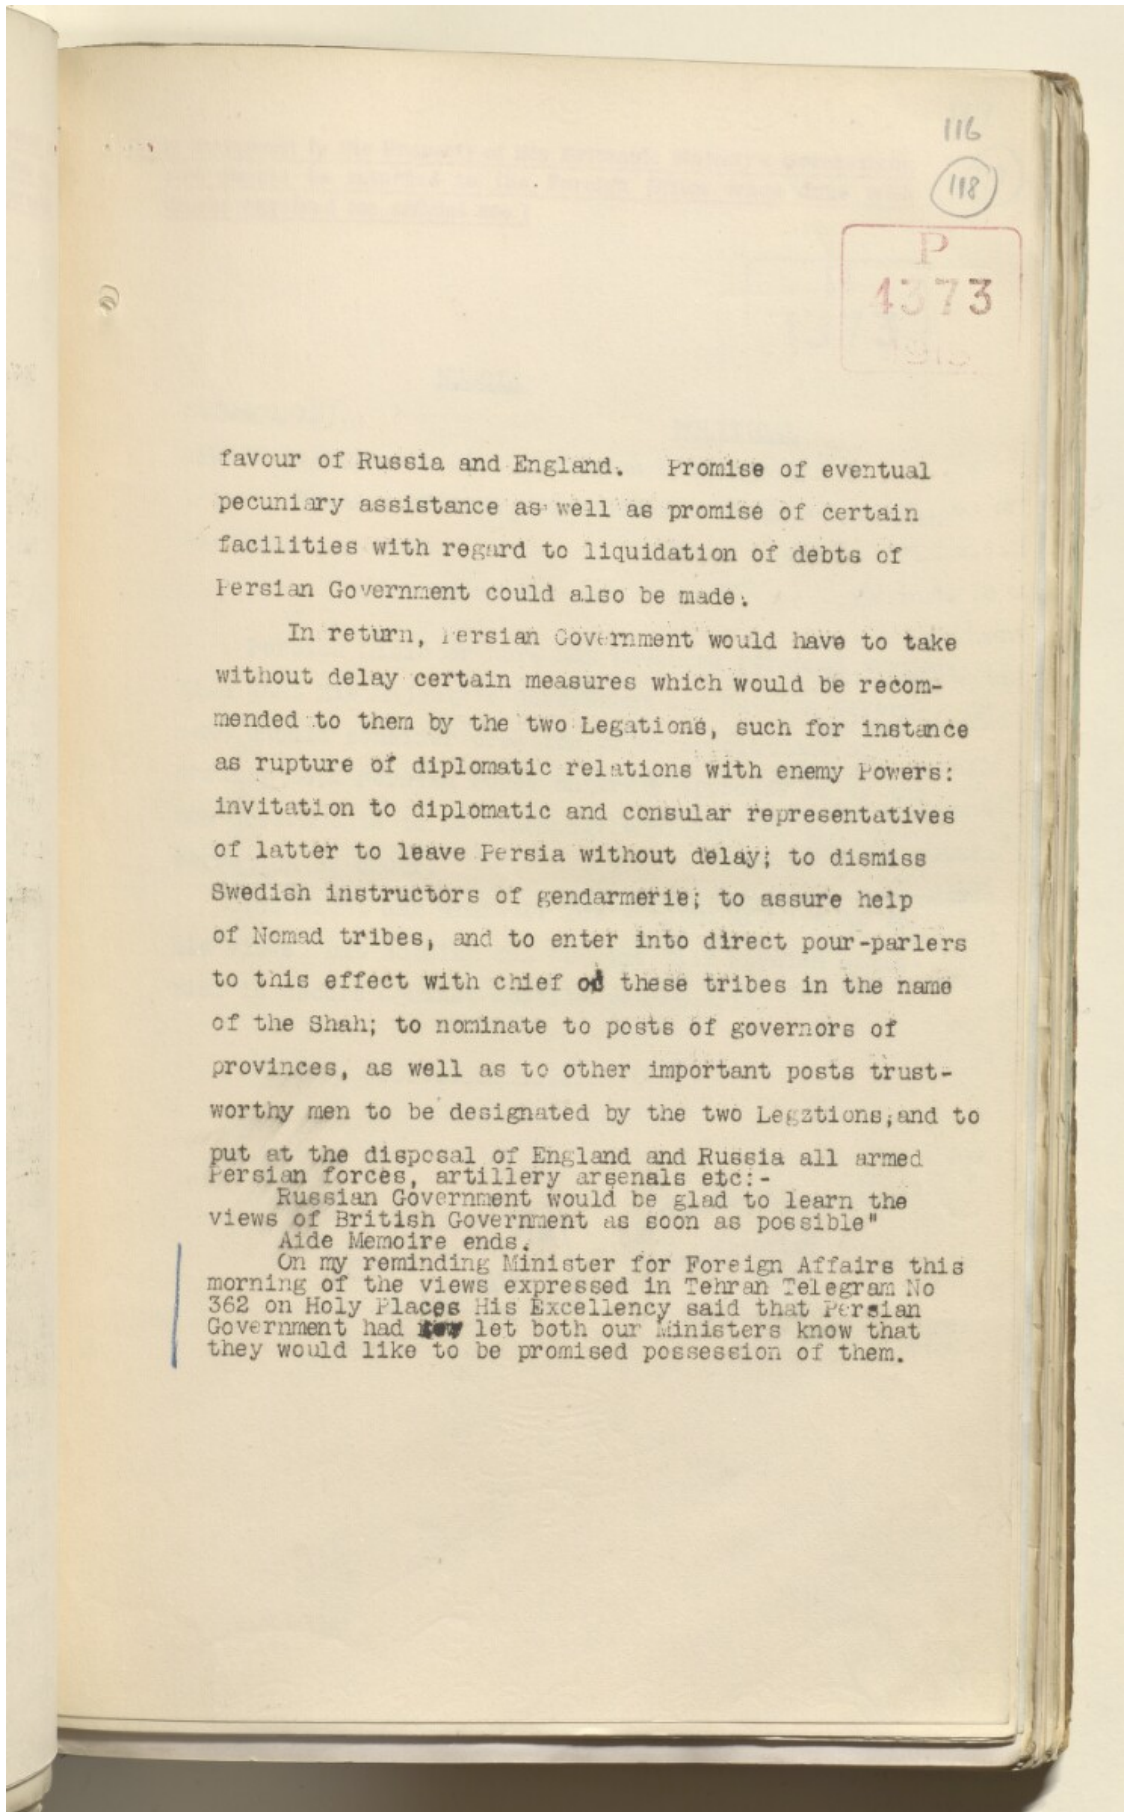 116
118
P
4373
191
favour of Russia and England. Promise of eventual
pecuniary assistance as well as promise of certain
facilities with regard to liquidation of debts of
Persian Government could also be made.
In return, Persian Government would have to take
without delay certain measures which would be recom-
mended to them by the two Legations, such for instance
as rupture of diplomatic relations with enemy Powers:
invitation to diplomatic and consular representatives
of latter to leave Persia without delay; to dismiss
Swedish instructors of gendarmerie; to assure help
of Nomad tribes, and to enter into direct pour-parlers
to this effect with chief of these tribes in the name
of the Shah; to nominate to posts of governors of
provinces, as well as to other important posts trust-
worthy men to be designated by the two Legztions;and to
put at the disposal of England and Russia all armed
Persian forces, artillery arsenals etc:-
Russian Government would be glad to learn the
views of British Government as soon as possible"
Aide Memoire ends.
On my reminding Minister for Foreign Affairs this
morning of the views expressed in Tehran Telegram No
362 on Holy Places His Excellency said that Persian
Government had let both our Ministers know that
they would like to be promised possession of them.